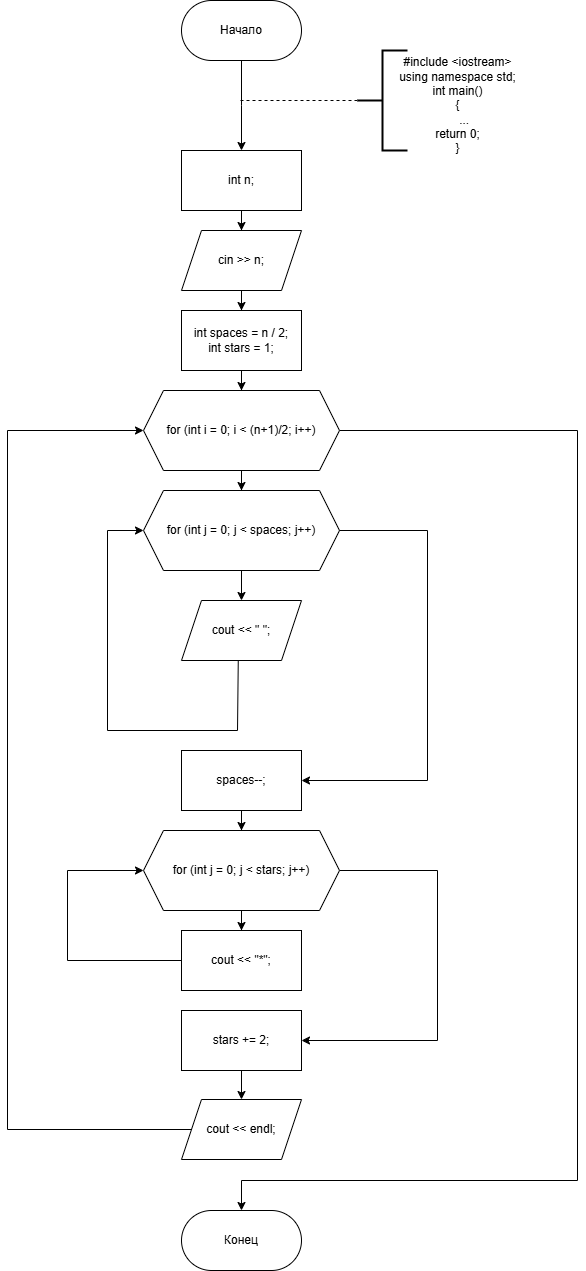 Начало
#include <iostream>
using namespace std;
int main()
{
...
return 0;
}
int n;
cin >> n;
int spaces = n / 2;
int stars = 1;
for (int i = 0; i < (n+1)/2; i++)
for (int j = 0; j < spaces; j++)
cout << " ";
spaces--;
for (int j = 0; j < stars; j++)
cout << "*";
stars += 2;
cout << endl;
Конец